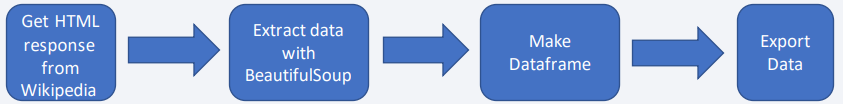 Get HTML
response
from
Wikipedia
Extract data
with
BeautifulSoup
Make
Dataframe
Export
Data